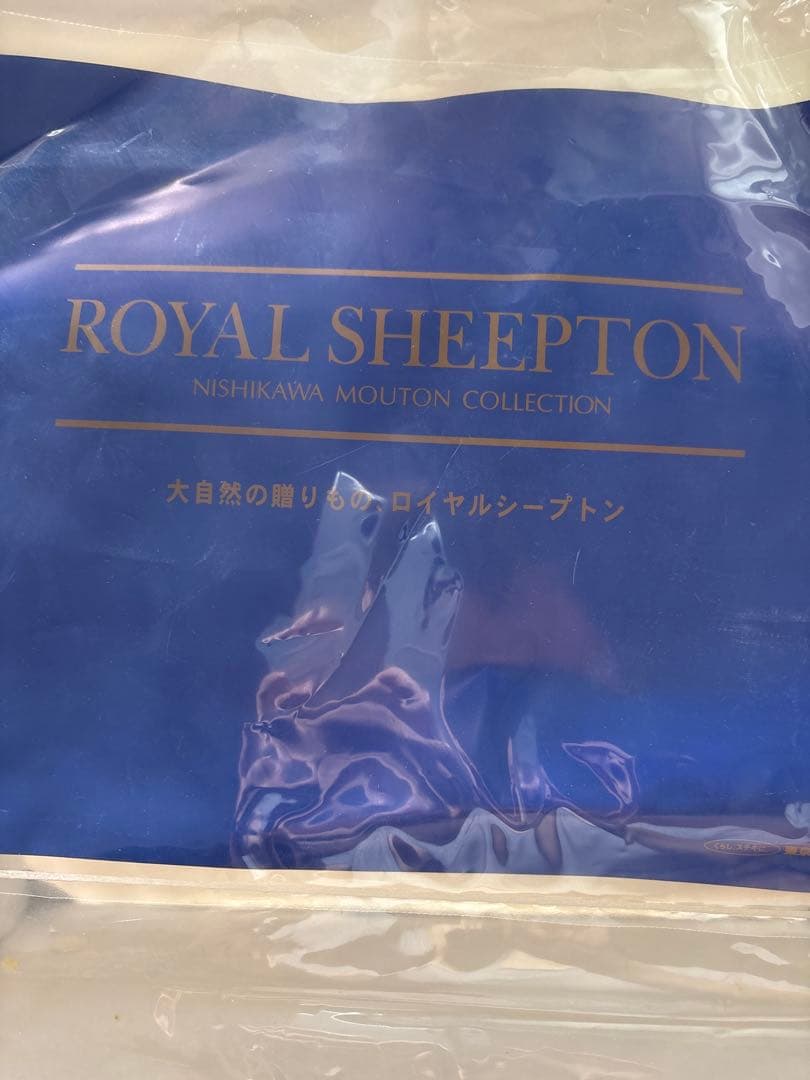 ROYAL SHEEPTON
NISHIKAWA MOUTON COLLECTION
大自然の贈りもの、ロイヤルシープトン